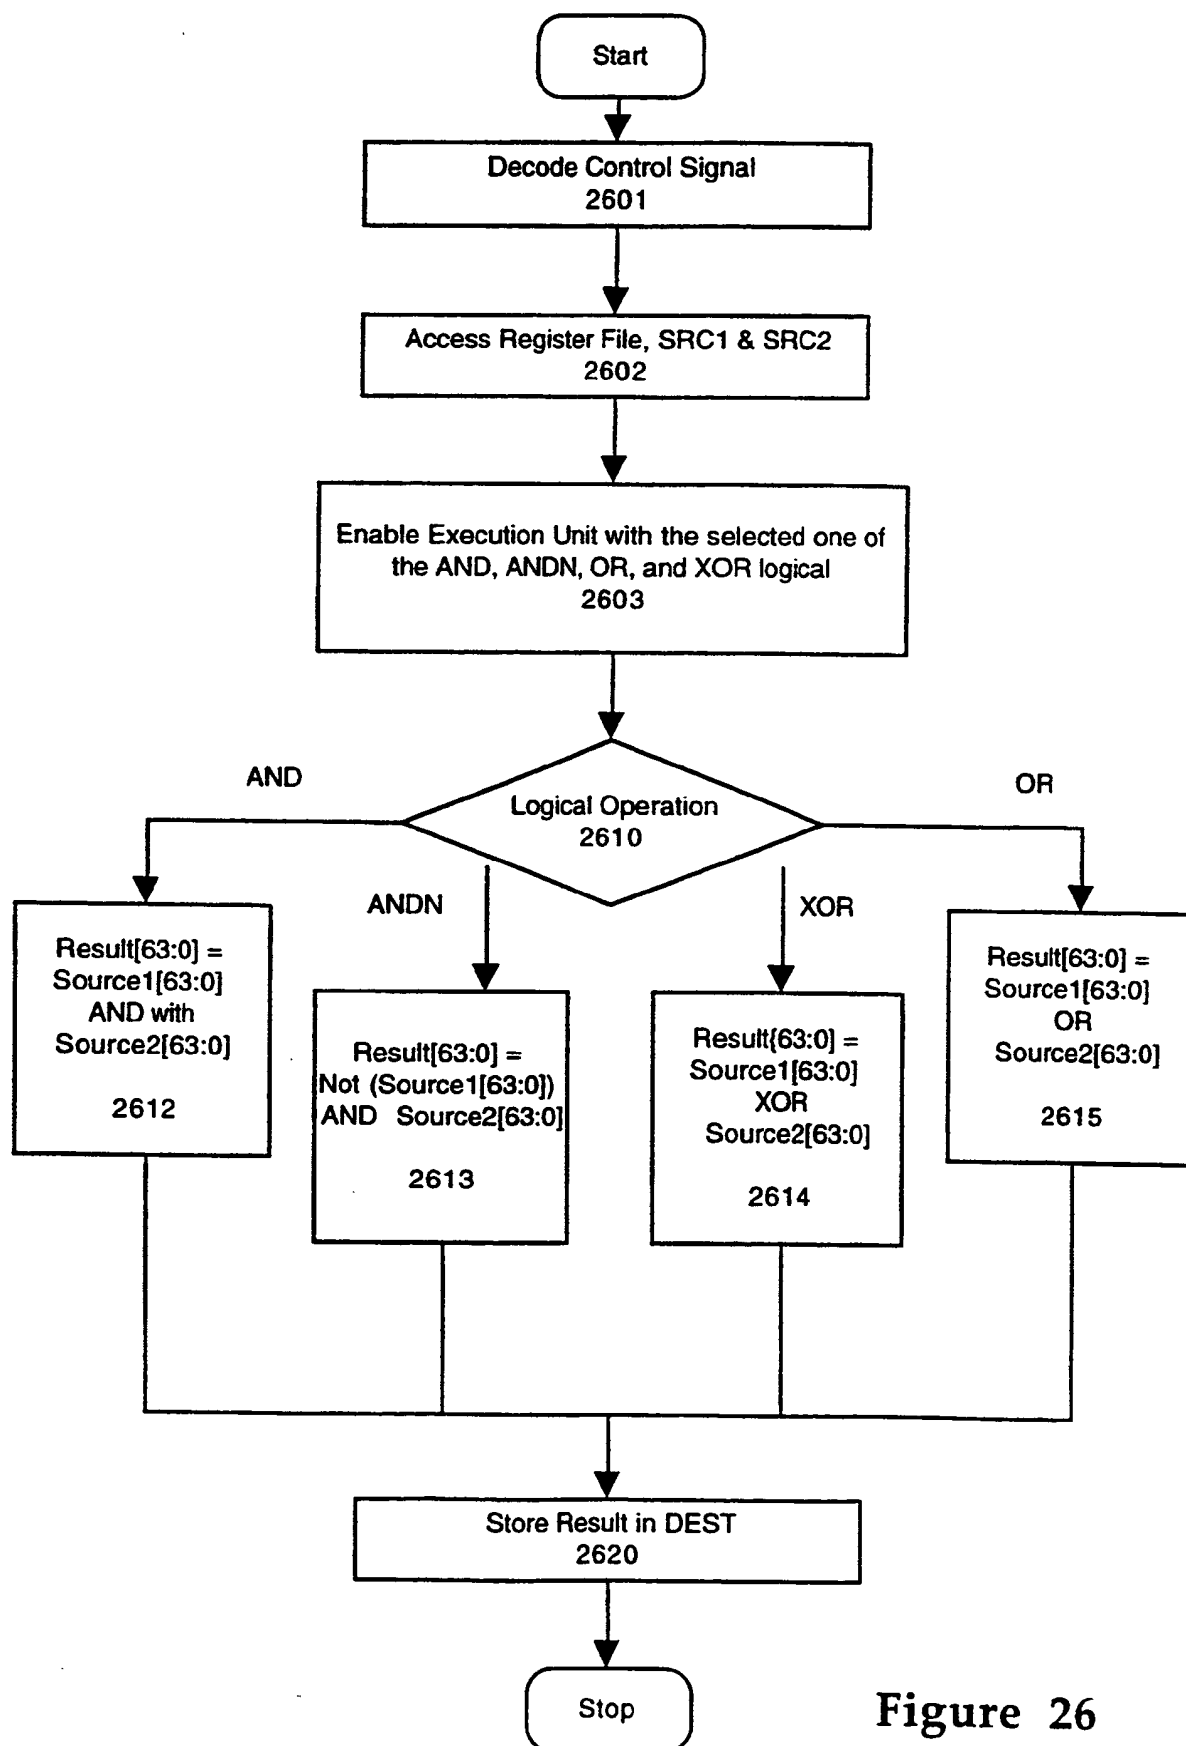 Start
Decode Control Signal
2601
Access Register File, SRC1 & SRC2
2602
Enable Execution Unit with the selected one of
the AND, ANDN, OR, and XOR logical
2603
Logical Operation
2610
AND
ANDN
XOR
OR
Result[63:0] =
Source1[63:0]
AND with
Source2[63:0]
2612
Result[63:0] =
Not (Source1[63:0])
AND Source2[63:0]
2613
Result{63:0] =
Source1[63:0]
XOR
Source2[63:0]
2614
Result[63:0] =
Source1[63:0]
OR
Source2[63:0]
2615
Store Result in DEST
2620
Stop
Figure 26